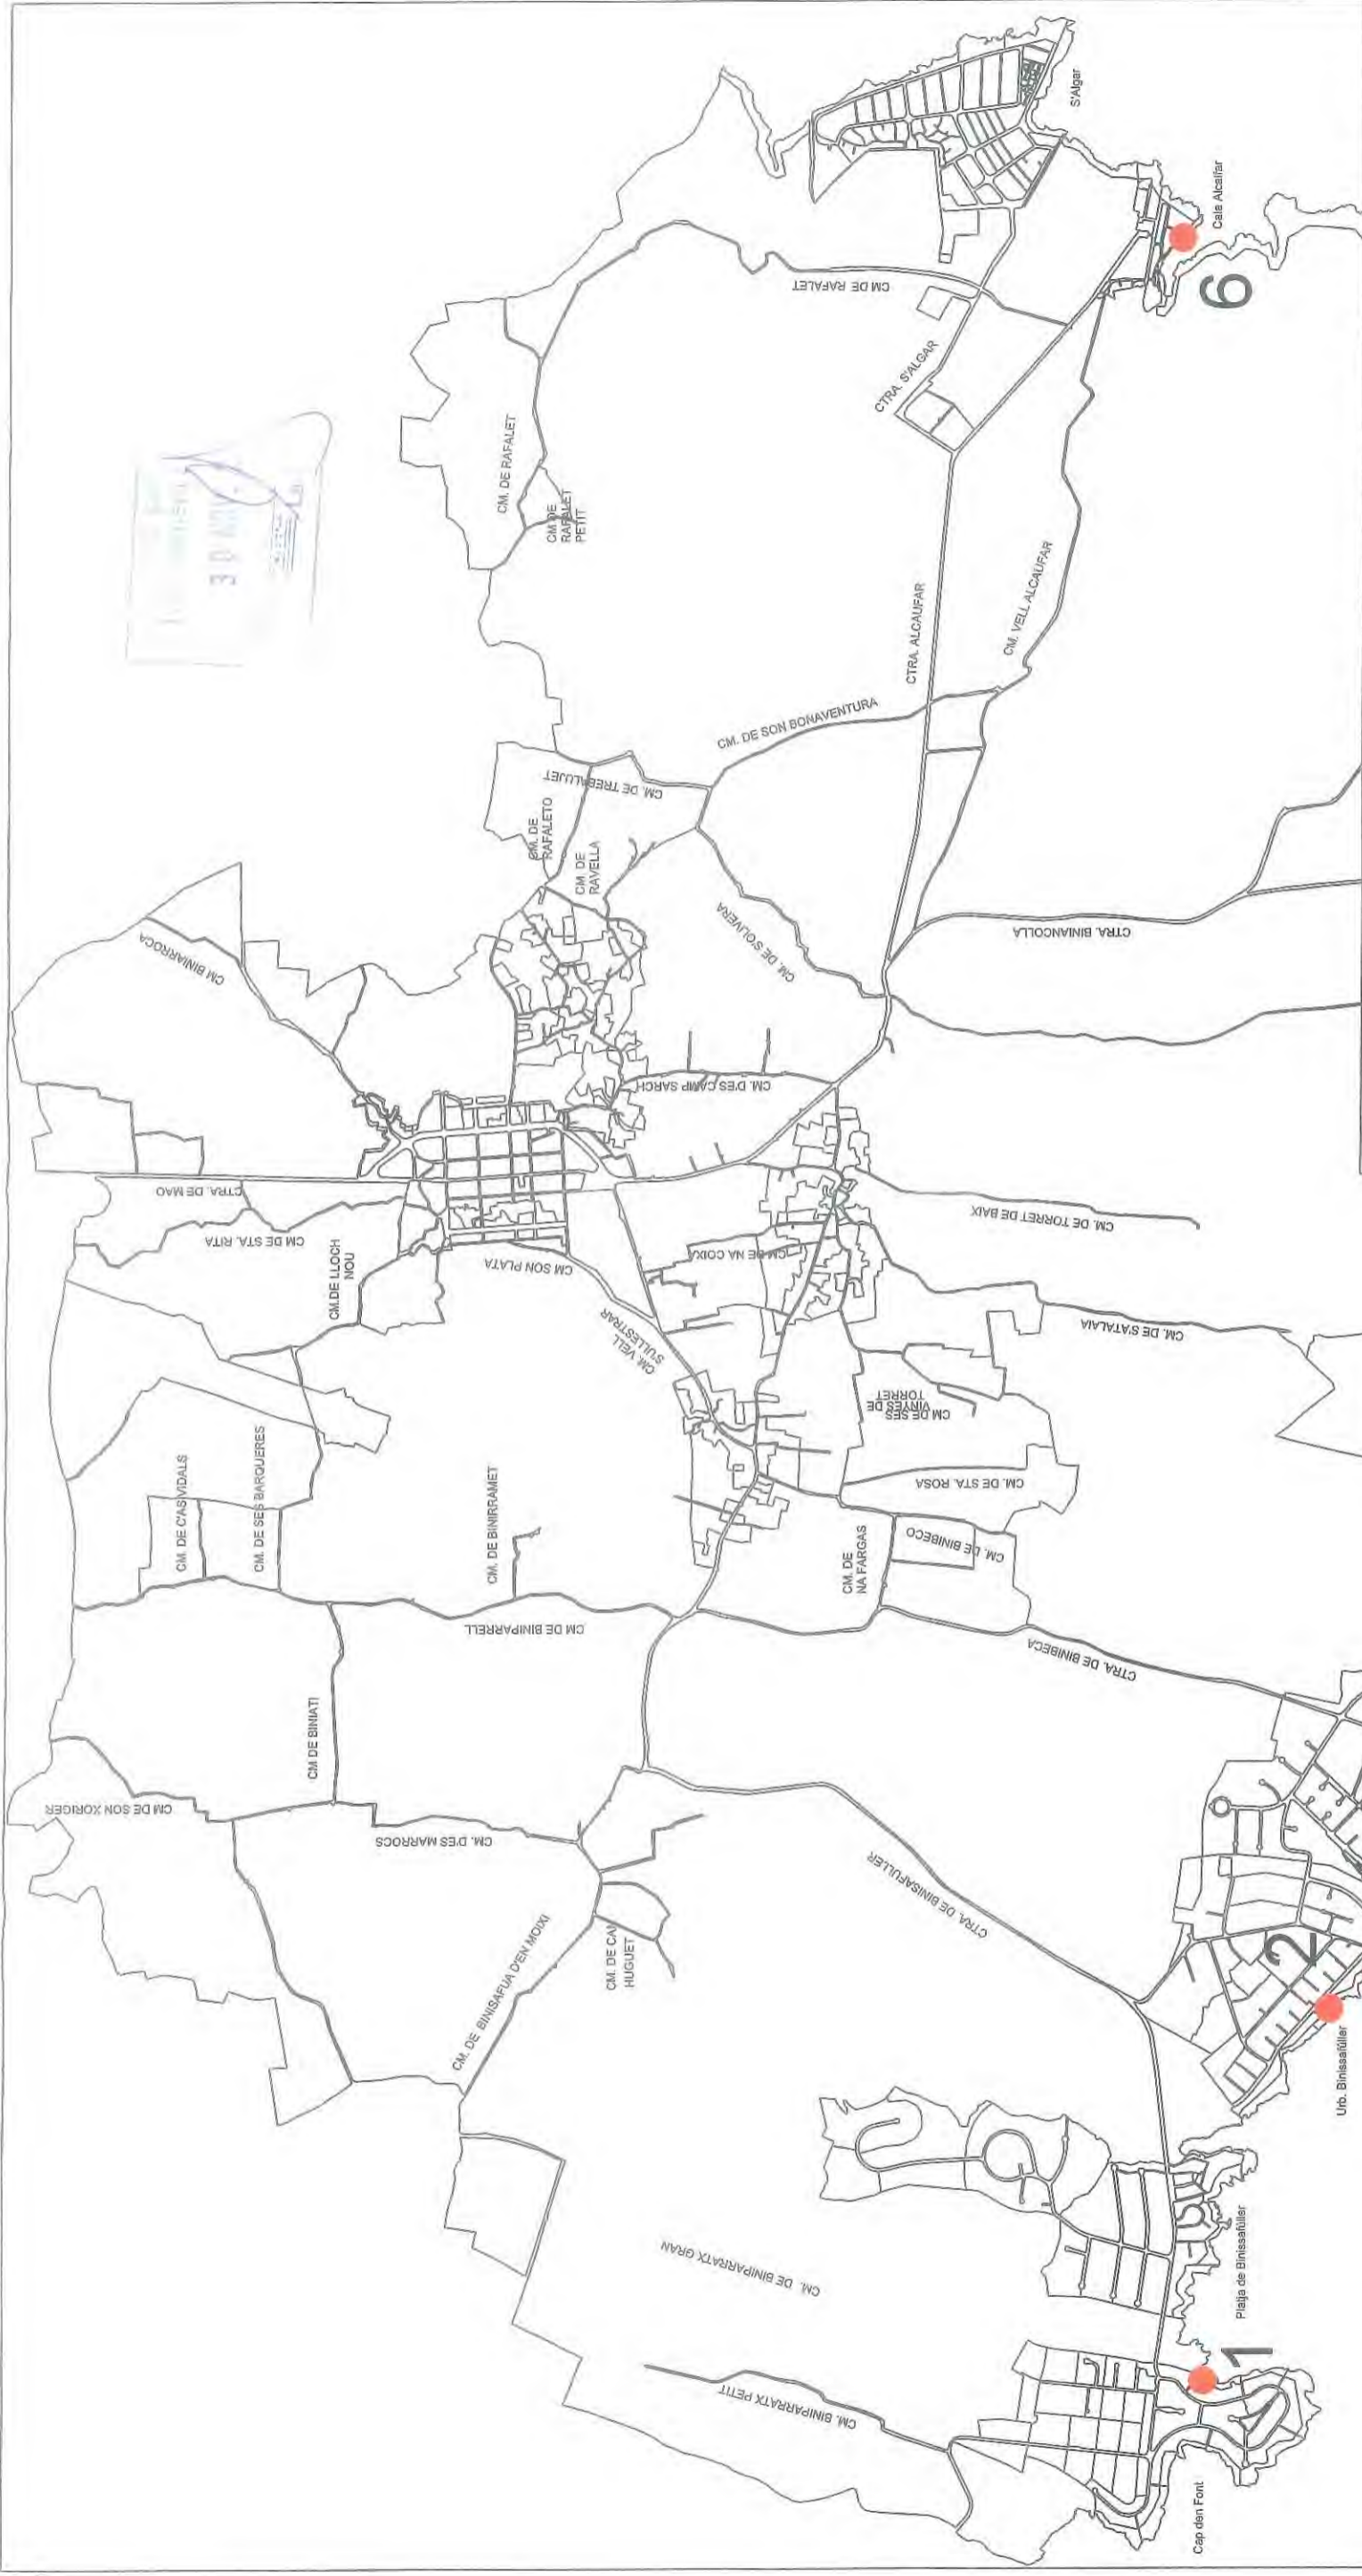 S'Algar
Cala Alcalfar
6
CM DE RAFALET
CTRA. S'ALGAR
CM. DE RAFALET
CM DE
RAFALET
PETIT
30 NOV
CTRA. ALCAUFAR
CM. VELL ALCAUFAR
CM. DE SON BONAVENTURA
CM. DE TREBALUJET
CM. DE
RAFALETO
CM. DE
RAVELLA
CM. DE S'OLIVERA
CTRA. BINIANCOLLA
CM BINIARROCA
CM. D'ES CAMP SARCH
CTRA. DE MAO
CM DE STA. RITA
CM.DE LLOCH
NOU
CM SON PLATA
CM DE NA COIXA
CM. DE TORRET DE BAIX
CM. VELL
S'ULLESTRAR
CM. DE S'ATALAIA
CM DE SES
VINYES DE
TORRET
CM. DE STA. ROSA
CM. DE C'AS VIDALS
CM. DE SES BARQUERES
CM. DE BINIRRAMET
CM. DE
NA FARGAS
CM. DE BINIBECO
CM DE BINIPARRELL
CTRA. DE BINIBECA
CM DE BINIATI
CM DE SON XORIGER
CM. D'ES MARROCS
CTRA. DE BINISAFULLER
CM. DE BINISAFUA D'EN MOIXI
CM. DE CAN
HUGUET
2
Urb. Binissafúller
CM. DE BINIPARRATX GRAN
Platja de Binissafúller
1
CM. BINIPARRATX PETIT
Cap den Font